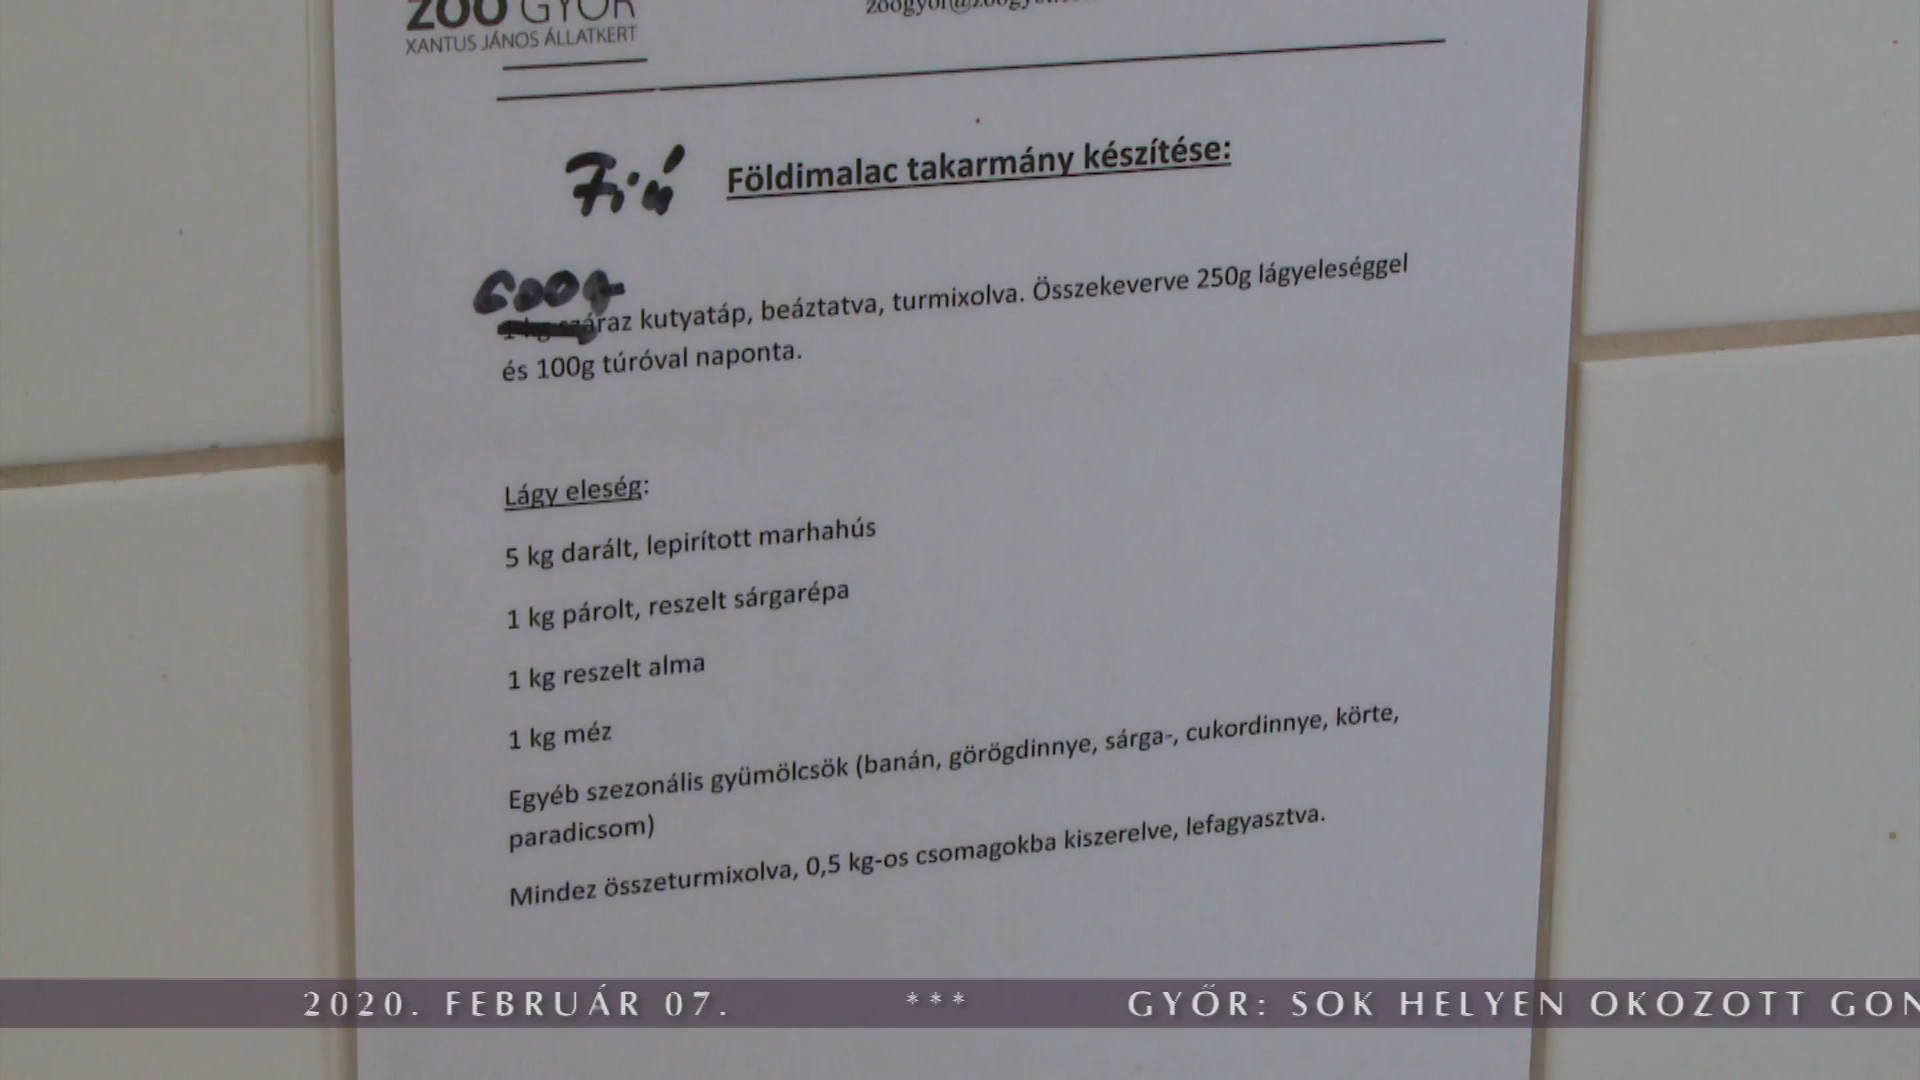 ZOO GYŐR
XANTUS JÁNOS ÁLLATKERT
Földimalac takarmány készítése:
600g
1 kg száraz kutyatáp, beáztatva, turmixolva. Összekeverve 250g lágyeleséggel
és 100g túróval naponta.
Lágy eleség:
5 kg darált, lepirított marhahús
1 kg párolt, reszelt sárgarépa
1 kg reszelt alma
1 kg méz
Egyéb szezonális gyümölcsök (banán, görögdinnye, sárga-, cukordinnye, körte,
paradicsom)
Mindez összeturmixolva, 0,5 kg-os csomagokba kiszerelve, lefagyasztva.
2020. FEBRUÁR 07. *** GYŐR: SOK HELYEN OKOZOTT GON